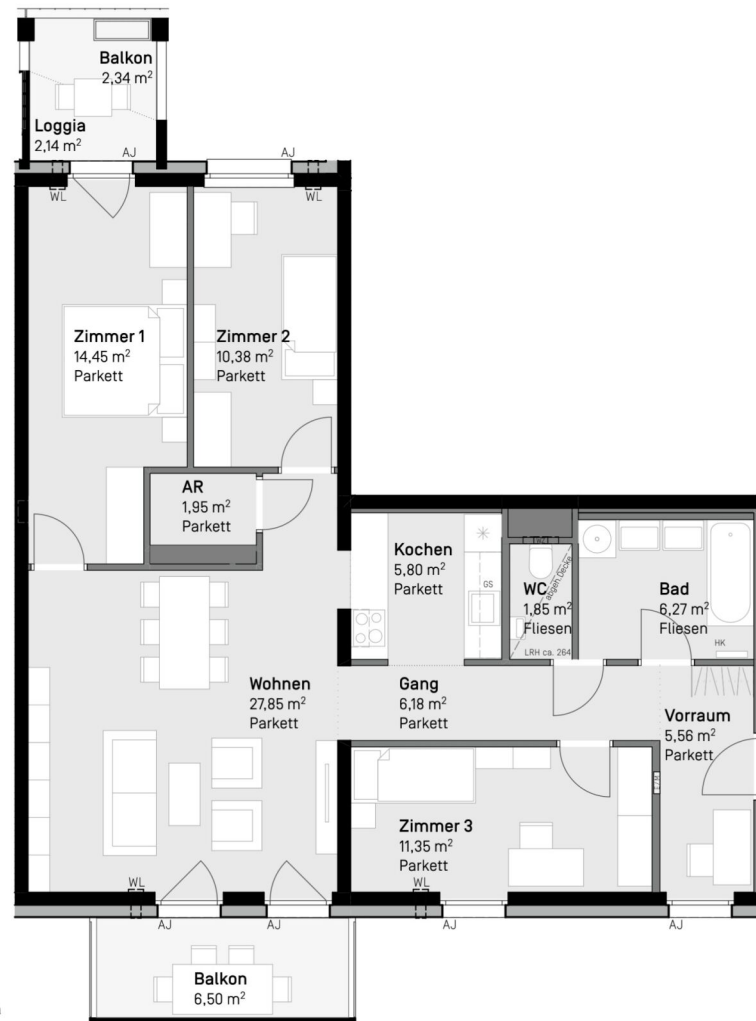 Balkon
2,34 m²
Loggia
2,14 m²
AJ
AJ
WL
WL
Zimmer 1
14,45 m²
Parkett
Zimmer 2
10,38 m²
Parkett
AR
1,95 m²
Parkett
Kochen
5,80 m²
Parkett
GS
WC
1,85 m²
Fliesen
abgeh.Decke
LRH ca. 264
Bad
6,27 m²
Fliesen
HK
Wohnen
27,85 m²
Parkett
Gang
6,18 m²
Parkett
Vorraum
5,56 m²
Parkett
Zimmer 3
11,35 m²
Parkett
WL
WL
AJ
AJ
AJ
AJ
Balkon
6,50 m²